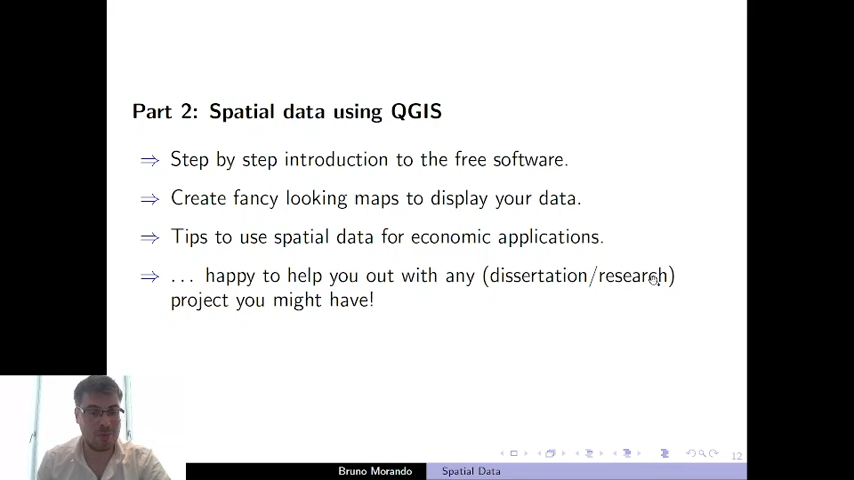 Part 2: Spatial data using QGIS
⇒ Step by step introduction to the free software.
⇒ Create fancy looking maps to display your data.
⇒ Tips to use spatial data for economic applications.
⇒ ... happy to help you out with any (dissertation/research)
project you might have!
12
Bruno Morando Spatial Data